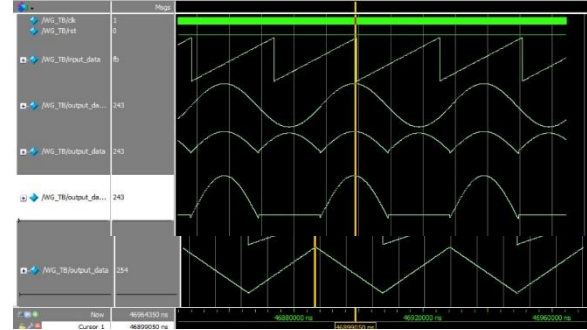 Msgs
/WG_TB/clk 1
/WG_TB/rst 0
/WG_TB/input_data fb
/WG_TB/output_da... 243
/WG_TB/output_data 243
/WG_TB/output_da... 243
/WG_TB/output_data 254
Now 46964350 ns 46880000 ns 46920000 ns 46960000 ns
Cursor 1 46899050 ns 46899050 ns